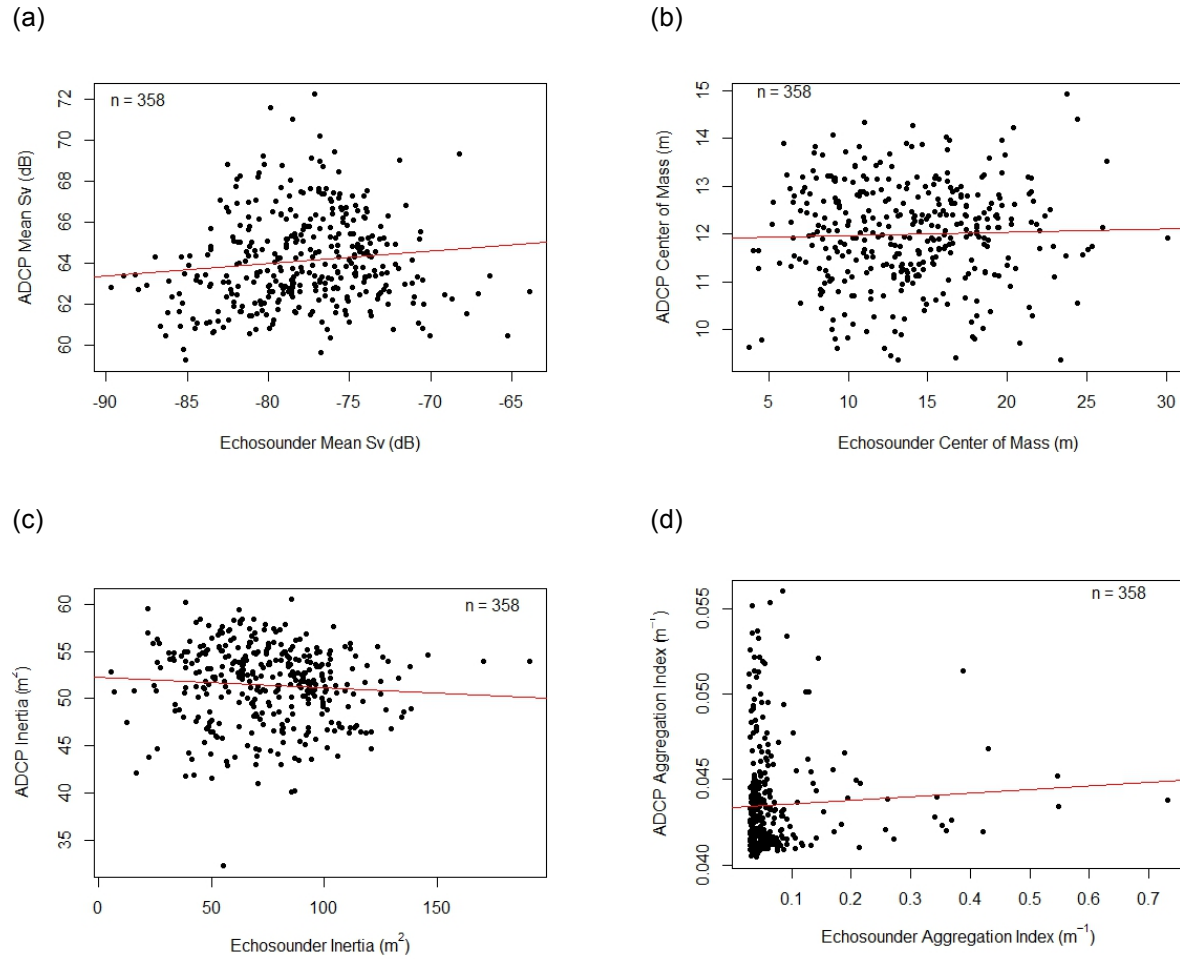 (a)
n = 358
72
70
68
66
64
62
60
ADCP Mean Sv (dB)
-90 -85 -80 -75 -70 -65
Echosounder Mean Sv (dB)
(b)
n = 358
15
14
13
12
11
10
ADCP Center of Mass (m)
5 10 15 20 25 30
Echosounder Center of Mass (m)
(c)
n = 358
60
55
50
45
40
35
ADCP Inertia (m²)
0 50 100 150
Echosounder Inertia (m²)
(d)
n = 358
0.055
0.050
0.045
0.040
ADCP Aggregation Index (m⁻¹)
0.1 0.2 0.3 0.4 0.5 0.6 0.7
Echosounder Aggregation Index (m⁻¹)